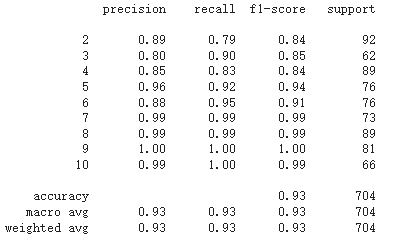 precision recall f1-score support
2 0.89 0.79 0.84 92
3 0.80 0.90 0.85 62
4 0.85 0.83 0.84 89
5 0.96 0.92 0.94 76
6 0.88 0.95 0.91 76
7 0.99 0.99 0.99 73
8 0.99 0.99 0.99 89
9 1.00 1.00 1.00 81
10 0.99 1.00 0.99 66
accuracy 0.93 704
macro avg 0.93 0.93 0.93 704
weighted avg 0.93 0.93 0.93 704